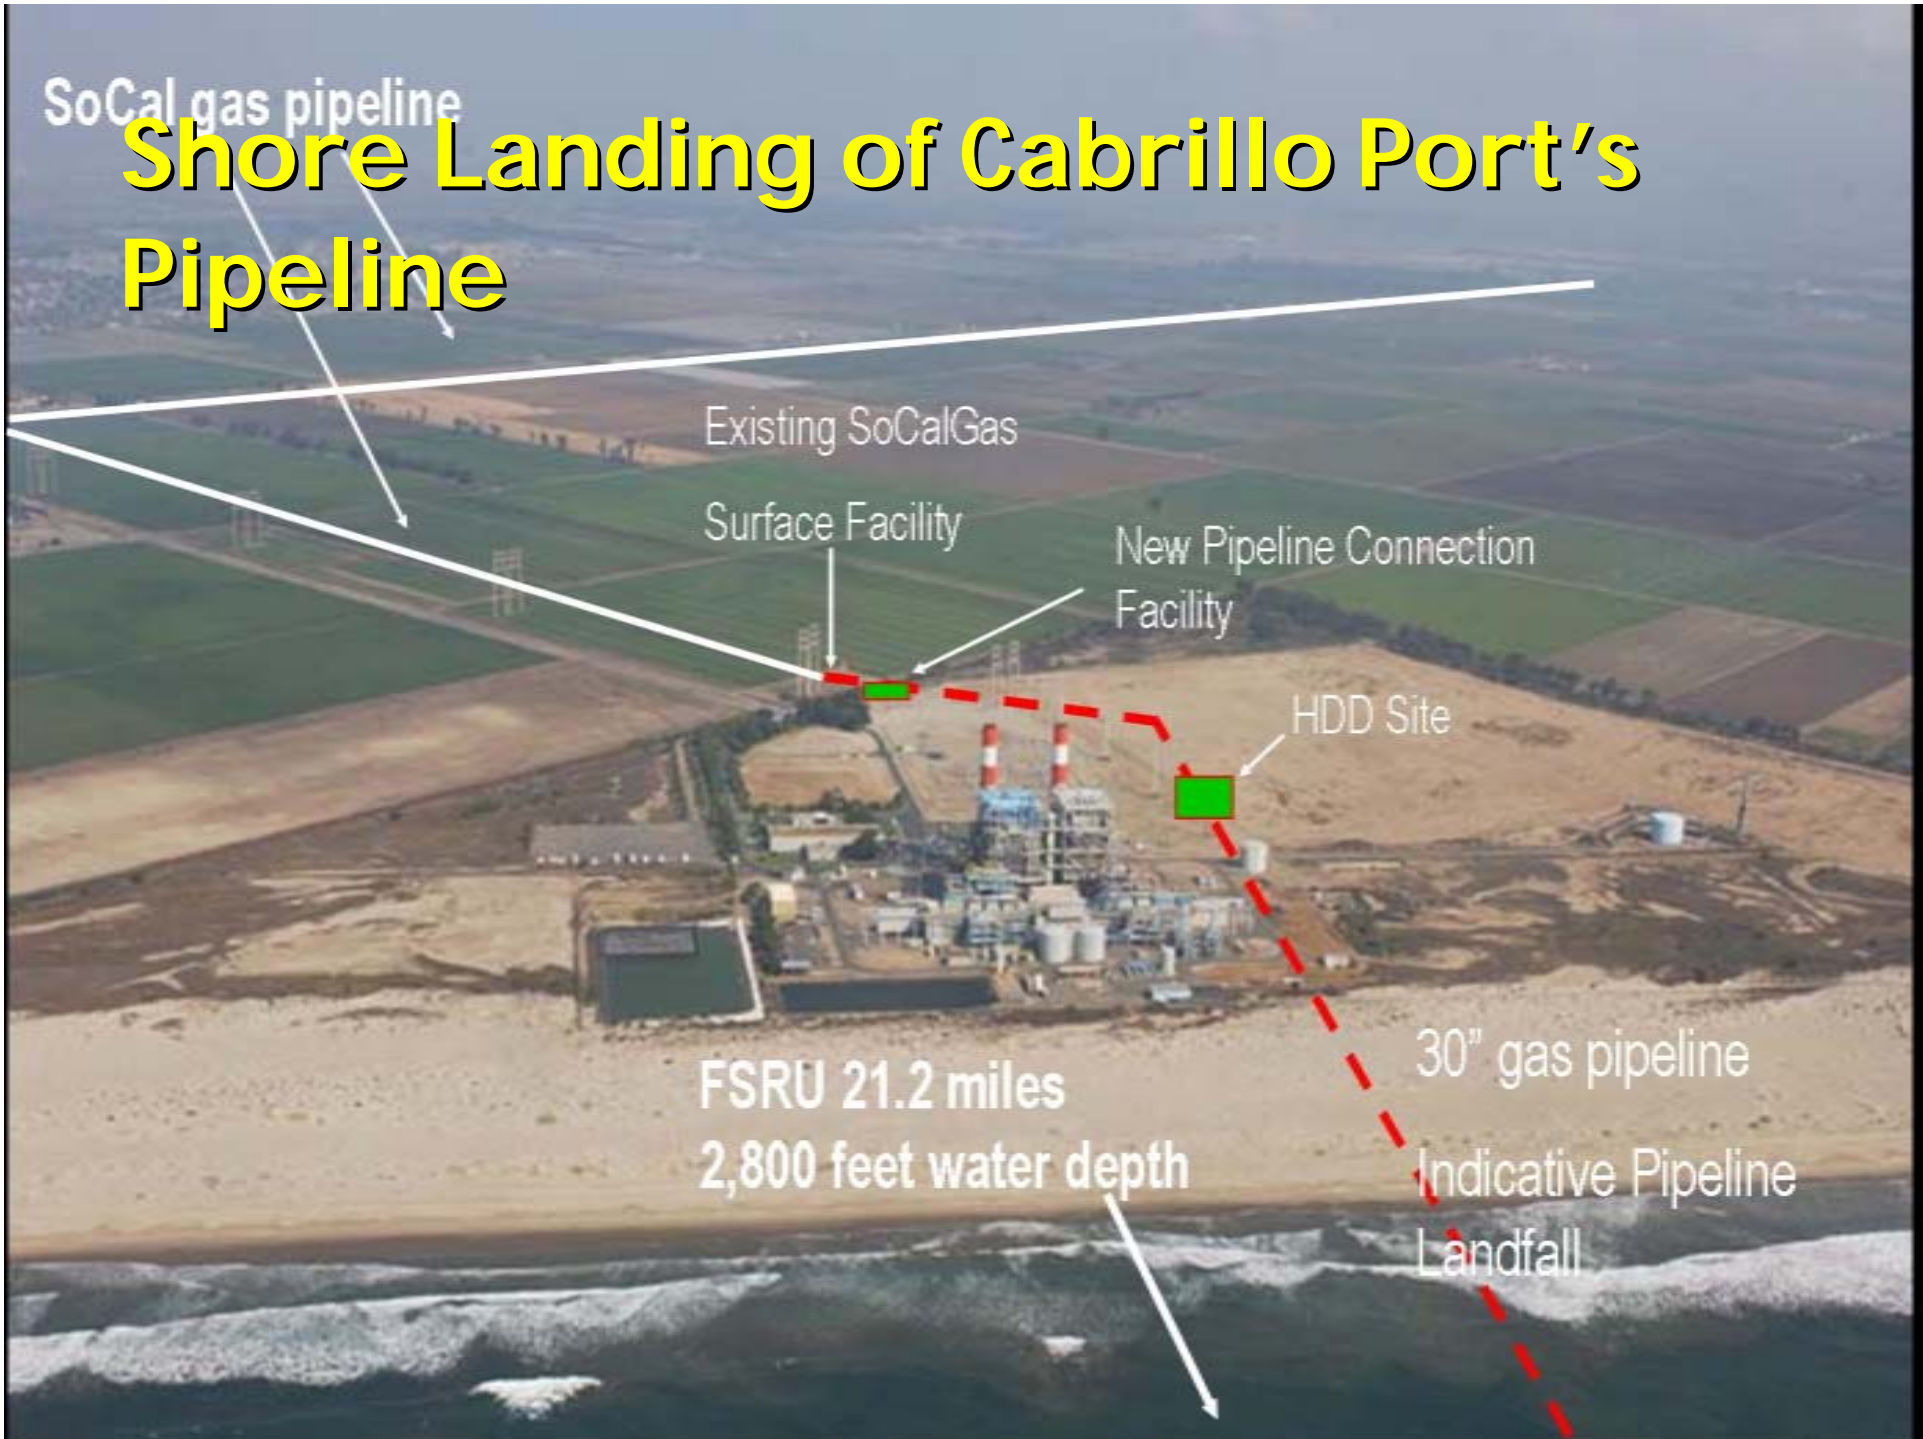 SoCal gas pipeline
Shore Landing of Cabrillo Port’s
Pipeline
Existing SoCalGas
Surface Facility
New Pipeline Connection
Facility
HDD Site
FSRU 21.2 miles
2,800 feet water depth
30” gas pipeline
Indicative Pipeline
Landfall